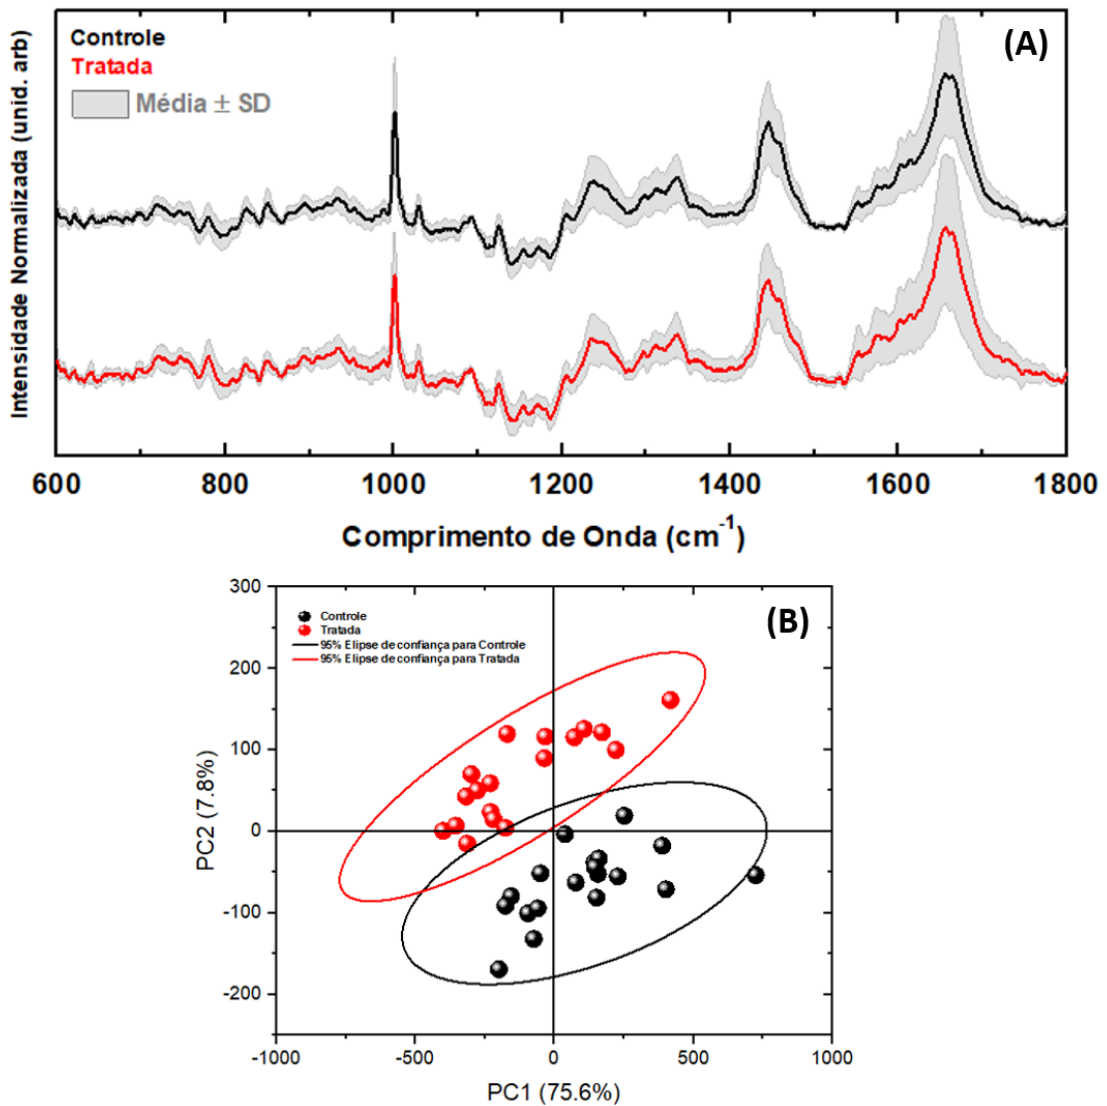 (A)
Controle
Tratada
Média ± SD
Intensidade Normalizada (unid. arb)
600 800 1000 1200 1400 1600 1800
Comprimento de Onda (cm⁻¹)
(B)
Controle
Tratada
95% Elipse de confiança para Controle
95% Elipse de confiança para Tratada
300
200
100
0
-100
-200
PC2 (7.8%)
-1000 -500 0 500 1000
PC1 (75.6%)